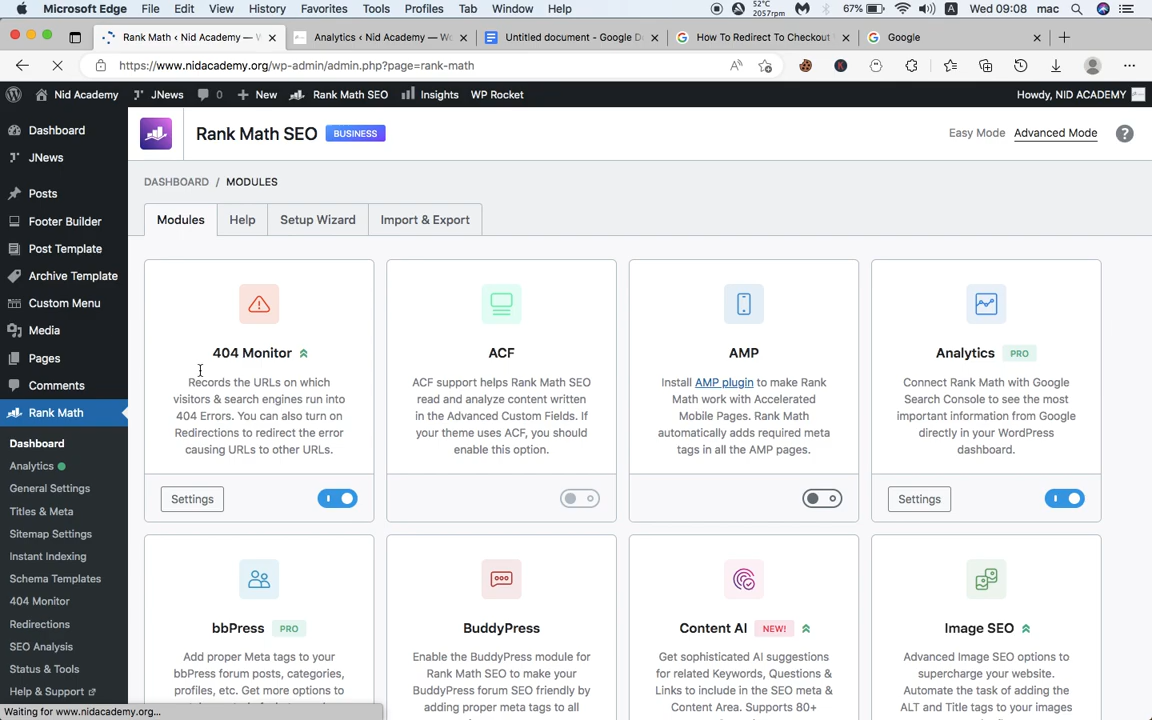 Microsoft Edge File Edit View History Favorites Tools Profiles Tab Window Help 52°C 2057rpm 67% A Wed 09:08 mac
Rank Math ‹ Nid Academy — W Analytics ‹ Nid Academy — Wo Untitled document - Google D How To Redirect To Checkout Google
https://www.nidacademy.org/wp-admin/admin.php?page=rank-math
Nid Academy JNews 0 New Rank Math SEO Insights WP Rocket Howdy, NID ACADEMY
Dashboard
JNews
Posts
Footer Builder
Post Template
Archive Template
Custom Menu
Media
Pages
Comments
Rank Math
Dashboard
Analytics
General Settings
Titles & Meta
Sitemap Settings
Instant Indexing
Schema Templates
404 Monitor
Redirections
SEO Analysis
Status & Tools
Help & Support
Waiting for www.nidacademy.org...
Rank Math SEO BUSINESS Easy Mode Advanced Mode ?
DASHBOARD / MODULES
Modules Help Setup Wizard Import & Export
404 Monitor
Records the URLs on which
visitors & search engines run into
404 Errors. You can also turn on
Redirections to redirect the error
causing URLs to other URLs.
Settings
ACF
ACF support helps Rank Math SEO
read and analyze content written
in the Advanced Custom Fields. If
your theme uses ACF, you should
enable this option.
AMP
Install AMP plugin to make Rank
Math work with Accelerated
Mobile Pages. Rank Math
automatically adds required meta
tags in all the AMP pages.
Analytics PRO
Connect Rank Math with Google
Search Console to see the most
important information from Google
directly in your WordPress
dashboard.
Settings
bbPress PRO
Add proper Meta tags to your
bbPress forum posts, categories,
profiles, etc. Get more options to
BuddyPress
Enable the BuddyPress module for
Rank Math SEO to make your
BuddyPress forum SEO friendly by
adding proper meta tags to all
Content AI NEW!
Get sophisticated AI suggestions
for related Keywords, Questions &
Links to include in the SEO meta &
Content Area. Supports 80+
Image SEO
Advanced Image SEO options to
supercharge your website.
Automate the task of adding the
ALT and Title tags to your images